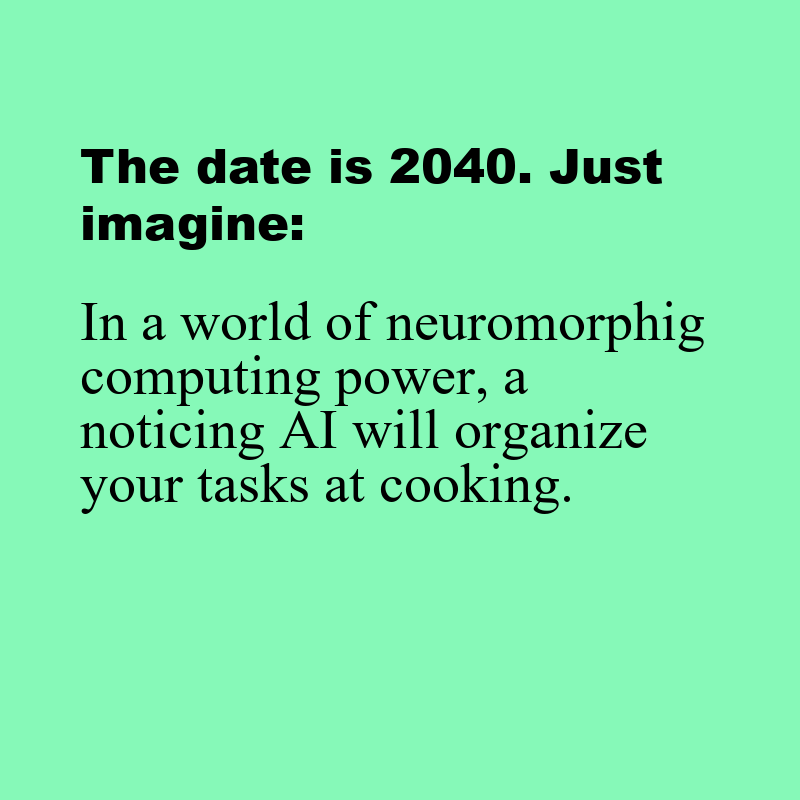 The date is 2040. Just
imagine:
In a world of neuromorphig
computing power, a
noticing AI will organize
your tasks at cooking.